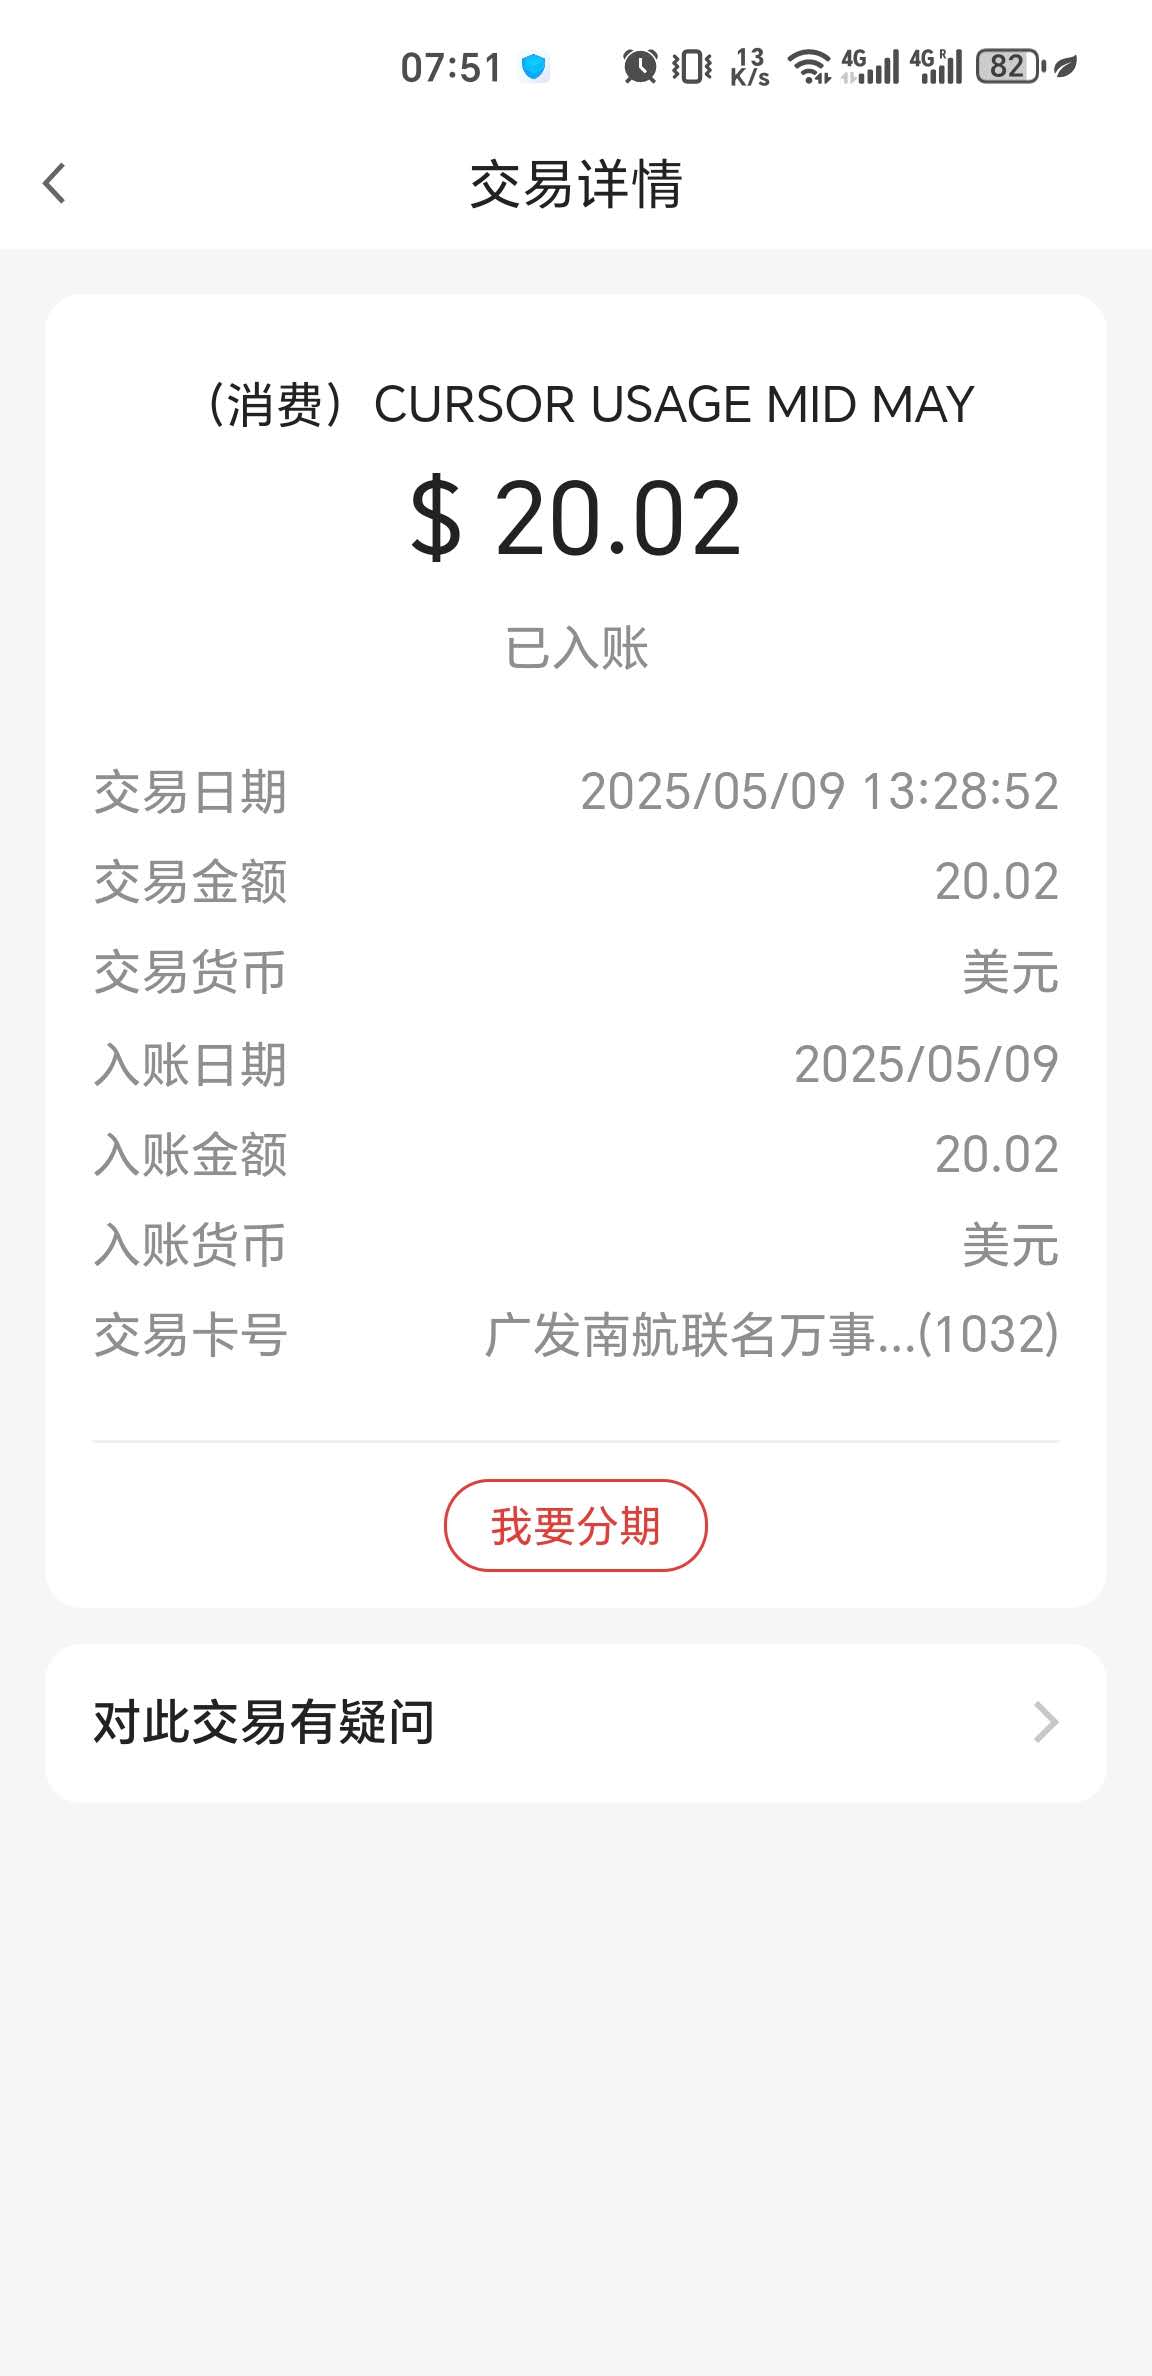 07:51
13 K/s
4G
4G R
82
交易详情
（消费）CURSOR USAGE MID MAY
$ 20.02
已入账
交易日期 2025/05/09 13:28:52
交易金额 20.02
交易货币 美元
入账日期 2025/05/09
入账金额 20.02
入账货币 美元
交易卡号 广发南航联名万事...(1032)
我要分期
对此交易有疑问